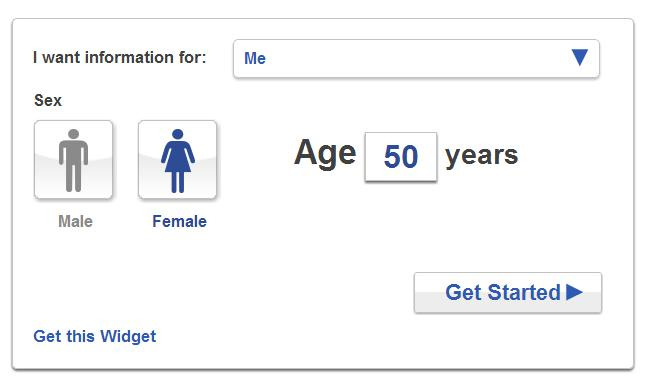 I want information for: Me
Sex
Age 50 years
Male Female
Get Started
Get this Widget